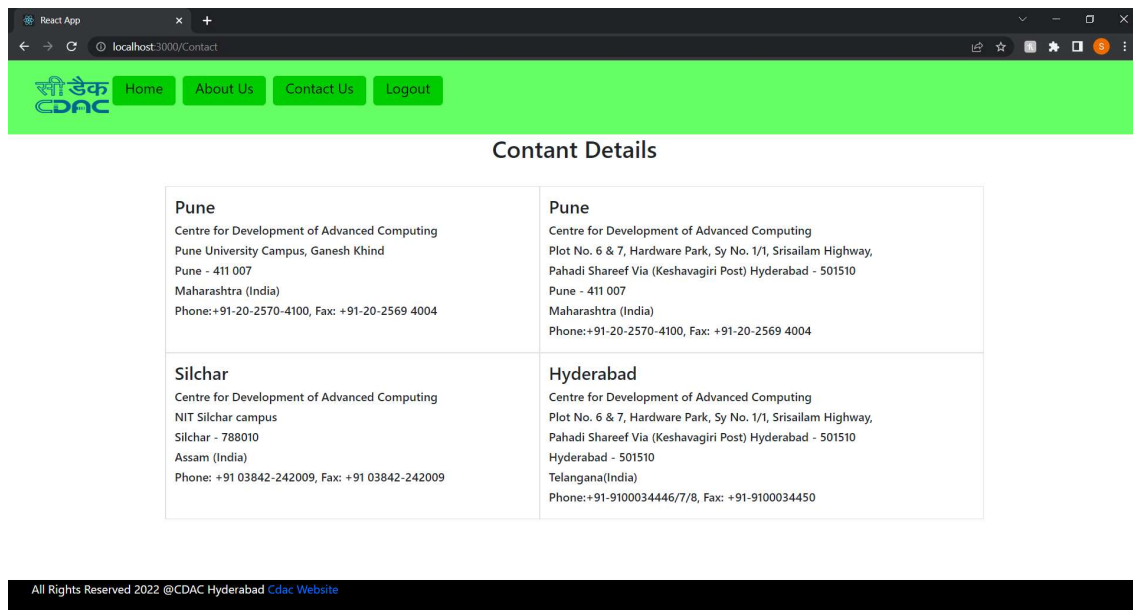 React App
localhost:3000/Contact
S
सी डैक
CDAC
Home About Us Contact Us Logout
Contant Details
Pune
Centre for Development of Advanced Computing
Pune University Campus, Ganesh Khind
Pune - 411 007
Maharashtra (India)
Phone:+91-20-2570-4100, Fax: +91-20-2569 4004
Pune
Centre for Development of Advanced Computing
Plot No. 6 & 7, Hardware Park, Sy No. 1/1, Srisailam Highway,
Pahadi Shareef Via (Keshavagiri Post) Hyderabad - 501510
Pune - 411 007
Maharashtra (India)
Phone:+91-20-2570-4100, Fax: +91-20-2569 4004
Silchar
Centre for Development of Advanced Computing
NIT Silchar campus
Silchar - 788010
Assam (India)
Phone: +91 03842-242009, Fax: +91 03842-242009
Hyderabad
Centre for Development of Advanced Computing
Plot No. 6 & 7, Hardware Park, Sy No. 1/1, Srisailam Highway,
Pahadi Shareef Via (Keshavagiri Post) Hyderabad - 501510
Hyderabad - 501510
Telangana(India)
Phone:+91-9100034446/7/8, Fax: +91-9100034450
All Rights Reserved 2022 @CDAC Hyderabad Cdac Website